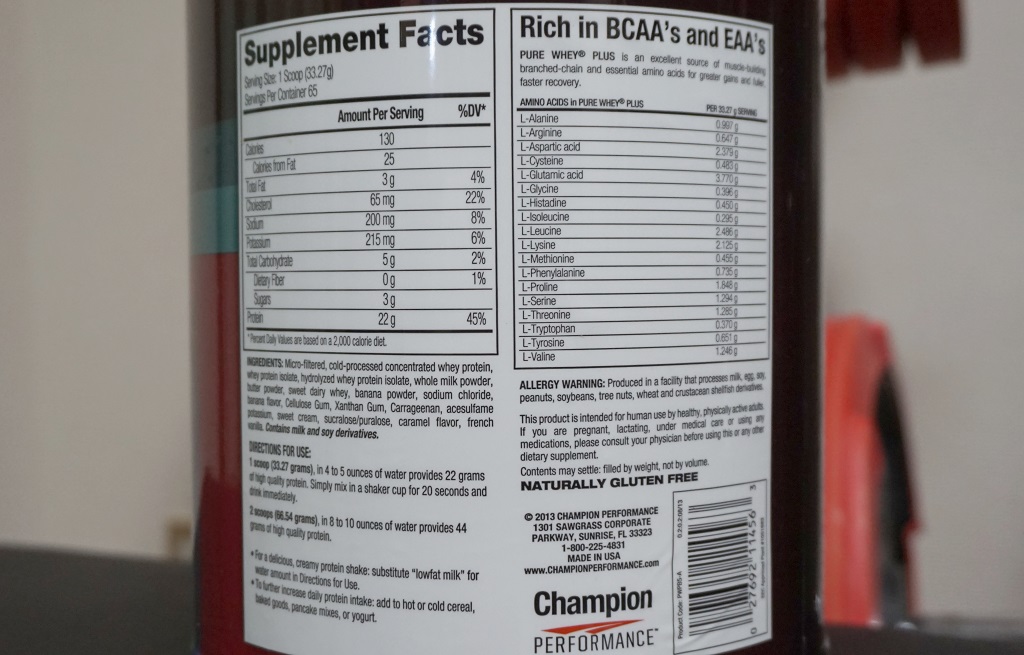 Supplement Facts
Serving Size: 1 Scoop (33.27g)
Servings Per Container 65
Amount Per Serving %DV*
Calories 130
Calories from Fat 25
Total Fat 3 g 4%
Cholesterol 65 mg 22%
Sodium 200 mg 8%
Potassium 215 mg 6%
Total Carbohydrate 5 g 2%
Dietary Fiber 0 g 1%
Sugars 3 g
Protein 22 g 45%
*Percent Daily Values are based on a 2,000 calorie diet.
INGREDIENTS: Micro-filtered, cold-processed concentrated whey protein,
whey protein isolate, hydrolyzed whey protein isolate, whole milk powder,
butter powder, sweet dairy whey, banana powder, sodium chloride,
banana flavor, Cellulose Gum, Xanthan Gum, Carrageenan, acesulfame
potassium, sweet cream, sucralose/puralose, caramel flavor, french
vanilla. Contains milk and soy derivatives.
DIRECTIONS FOR USE:
1 scoop (33.27 grams), in 4 to 5 ounces of water provides 22 grams
of high quality protein. Simply mix in a shaker cup for 20 seconds and
drink immediately.
2 scoops (66.54 grams), in 8 to 10 ounces of water provides 44
grams of high quality protein.
• For a delicious, creamy protein shake: substitute "lowfat milk" for
water amount in Directions for Use.
• To further increase daily protein intake: add to hot or cold cereal,
baked goods, pancake mixes, or yogurt.
Rich in BCAA's and EAA's
PURE WHEY® PLUS is an excellent source of muscle-building
branched-chain and essential amino acids for greater gains and fuller
faster recovery.
AMINO ACIDS in PURE WHEY® PLUS PER 33.27 g SERVING
L-Alanine 0.997 g
L-Arginine 0.647 g
L-Aspartic acid 2.379 g
L-Cysteine 0.483 g
L-Glutamic acid 3.770 g
L-Glycine 0.396 g
L-Histadine 0.450 g
L-Isoleucine 0.295 g
L-Leucine 2.486 g
L-Lysine 2.125 g
L-Methionine 0.455 g
L-Phenylalanine 0.735 g
L-Proline 1.848 g
L-Serine 1.294 g
L-Threonine 1.285 g
L-Tryptophan 0.370 g
L-Tyrosine 0.651 g
L-Valine 1.246 g
ALLERGY WARNING: Produced in a facility that processes milk, egg, soy,
peanuts, soybeans, tree nuts, wheat and crustacean shellfish derivatives.
This product is intended for human use by healthy, physically active adults.
If you are pregnant, lactating, under medical care or using any
medications, please consult your physician before using this or any other
dietary supplement.
Contents may settle: filled by weight, not by volume.
NATURALLY GLUTEN FREE
© 2013 CHAMPION PERFORMANCE
1301 SAWGRASS CORPORATE
PARKWAY, SUNRISE, FL 33323
1-800-225-4831
MADE IN USA
www.CHAMPIONPERFORMANCE.com
Champion
PERFORMANCE™
Product Code: PWPB5-A
0 27692 11456 3